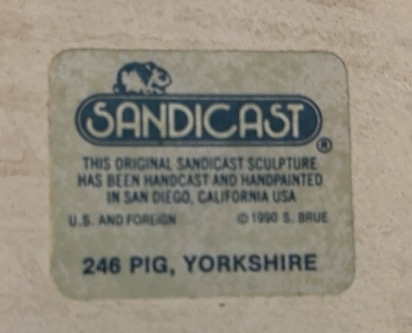 SANDICAST®
THIS ORIGINAL SANDICAST SCULPTURE
HAS BEEN HANDCAST AND HANDPAINTED
IN SAN DIEGO, CALIFORNIA USA
U.S. AND FOREIGN © 1990 S. BRUE
246 PIG, YORKSHIRE